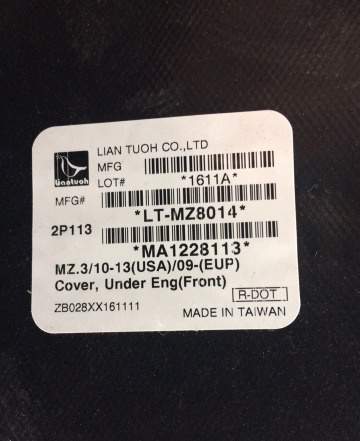 LIAN TUOH CO.,LTD
MFG
Liantuoh
LOT#
*1611A*
MFG#
*LT-MZ8014*
2P113
*MA1228113*
MZ.3/10-13(USA)/09-(EUP)
Cover, Under Eng(Front)
R-DOT
ZB028XX161111
MADE IN TAIWAN